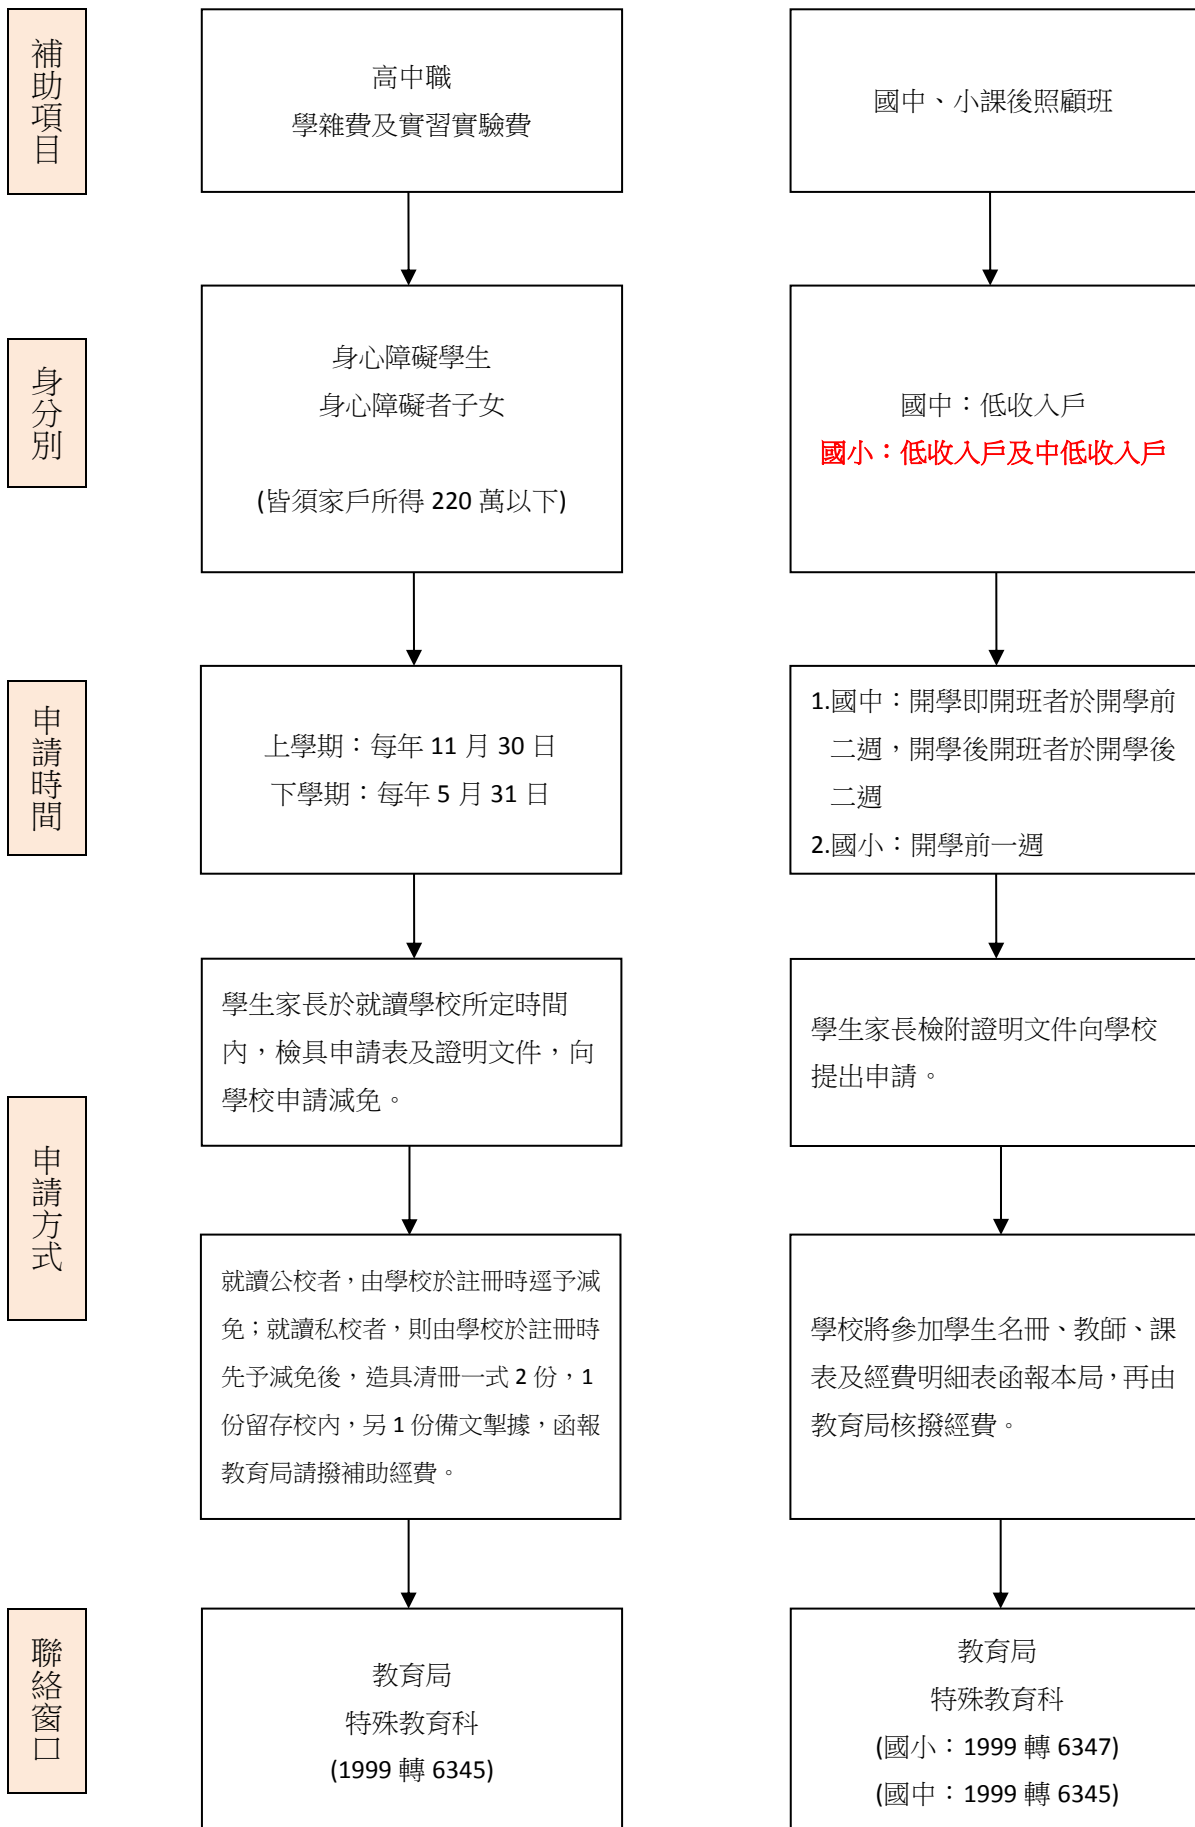 補助項目
高中職
學雜費及實習實驗費
國中、小課後照顧班
身分別
身心障礙學生
身心障礙者子女
(皆須家戶所得 220 萬以下)
國中：低收入戶
國小：低收入戶及中低收入戶
申請時間
上學期：每年 11 月 30 日
下學期：每年 5 月 31 日
1.國中：開學即開班者於開學前
二週，開學後開班者於開學後
二週
2.國小：開學前一週
申請方式
學生家長於就讀學校所定時間
內，檢具申請表及證明文件，向
學校申請減免。
學生家長檢附證明文件向學校
提出申請。
就讀公校者，由學校於註冊時逕予減
免；就讀私校者，則由學校於註冊時
先予減免後，造具清冊一式 2 份，1
份留存校內，另 1 份備文掣據，函報
教育局請撥補助經費。
學校將參加學生名冊、教師、課
表及經費明細表函報本局，再由
教育局核撥經費。
聯絡窗口
教育局
特殊教育科
(1999 轉 6345)
教育局
特殊教育科
(國小：1999 轉 6347)
(國中：1999 轉 6345)